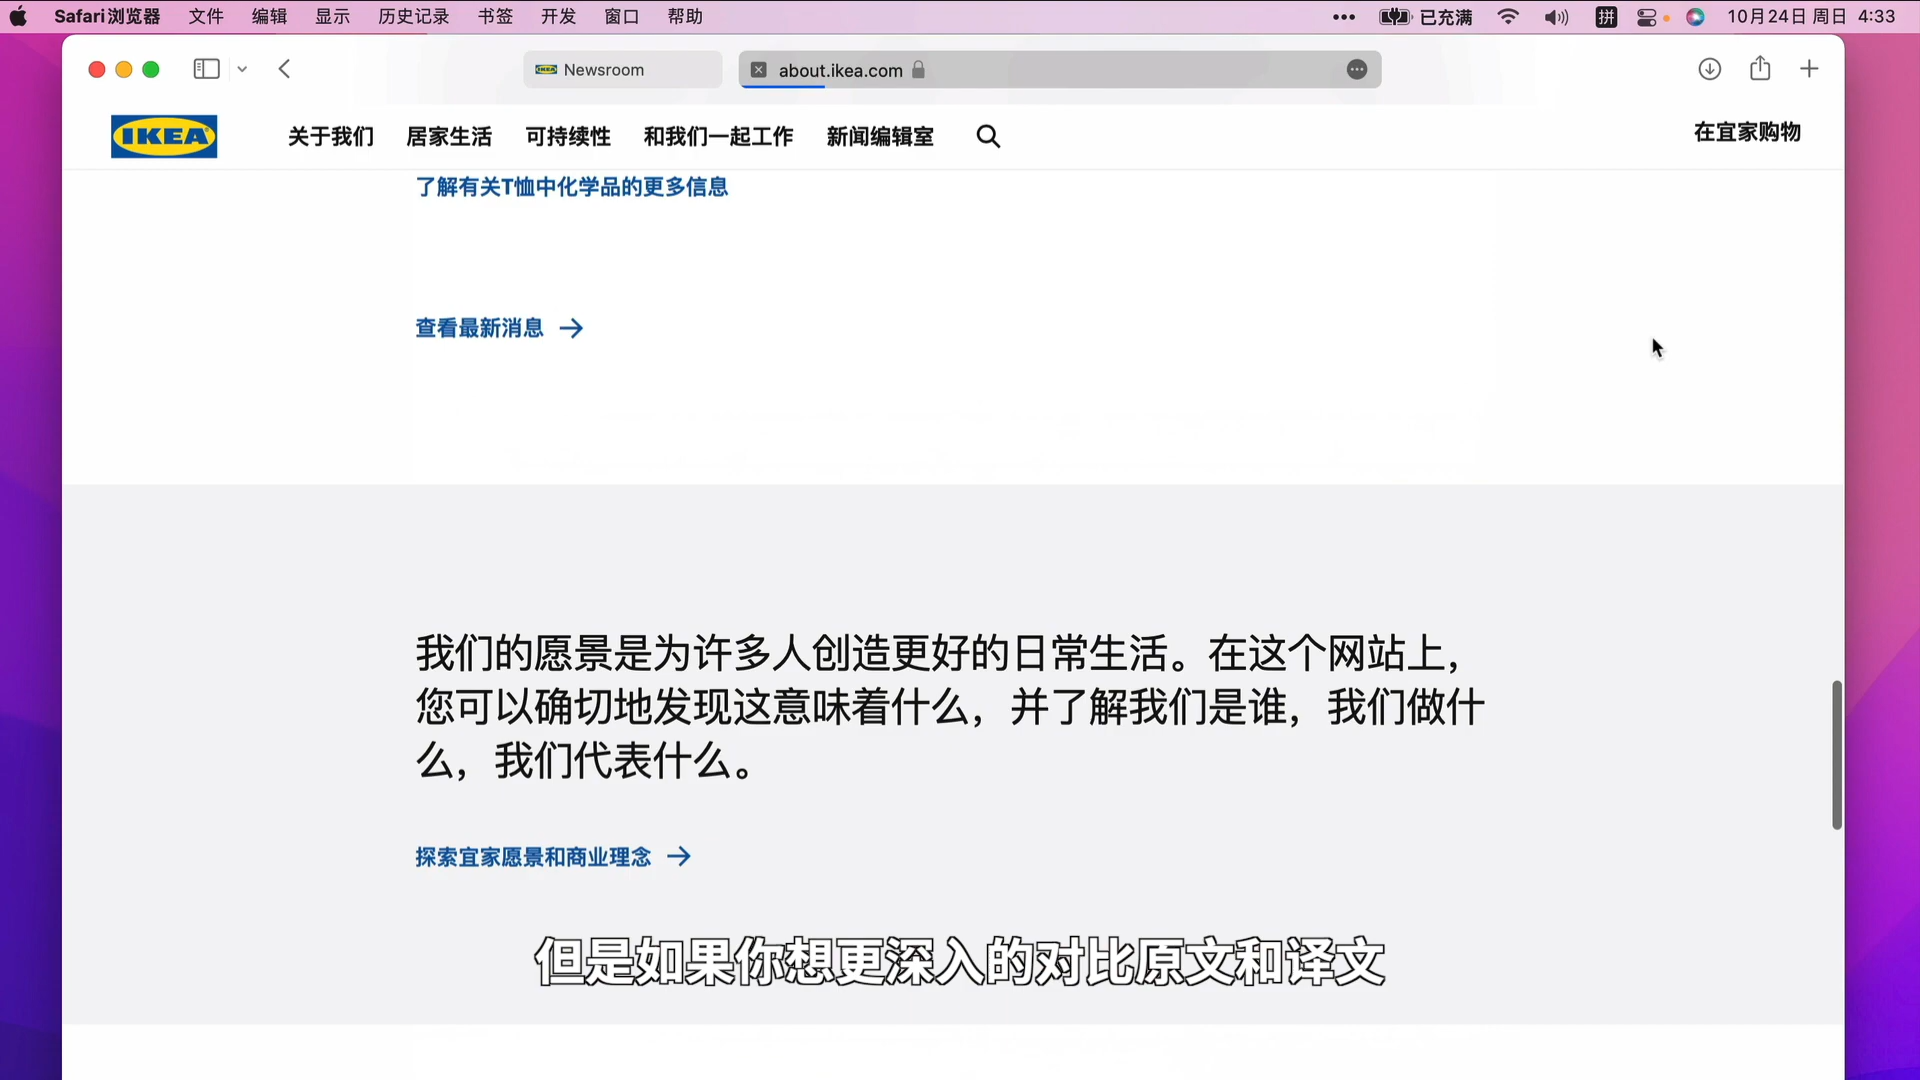 Safari浏览器 文件 编辑 显示 历史记录 书签 开发 窗口 帮助 已充满 拼 10月24日 周日 4:33
IKEA Newsroom about.ikea.com
IKEA 关于我们 居家生活 可持续性 和我们一起工作 新闻编辑室 在宜家购物
了解有关T恤中化学品的更多信息
查看最新消息
我们的愿景是为许多人创造更好的日常生活。在这个网站上，
您可以确切地发现这意味着什么，并了解我们是谁，我们做什
么，我们代表什么。
探索宜家愿景和商业理念
但是如果你想更深入的对比原文和译文